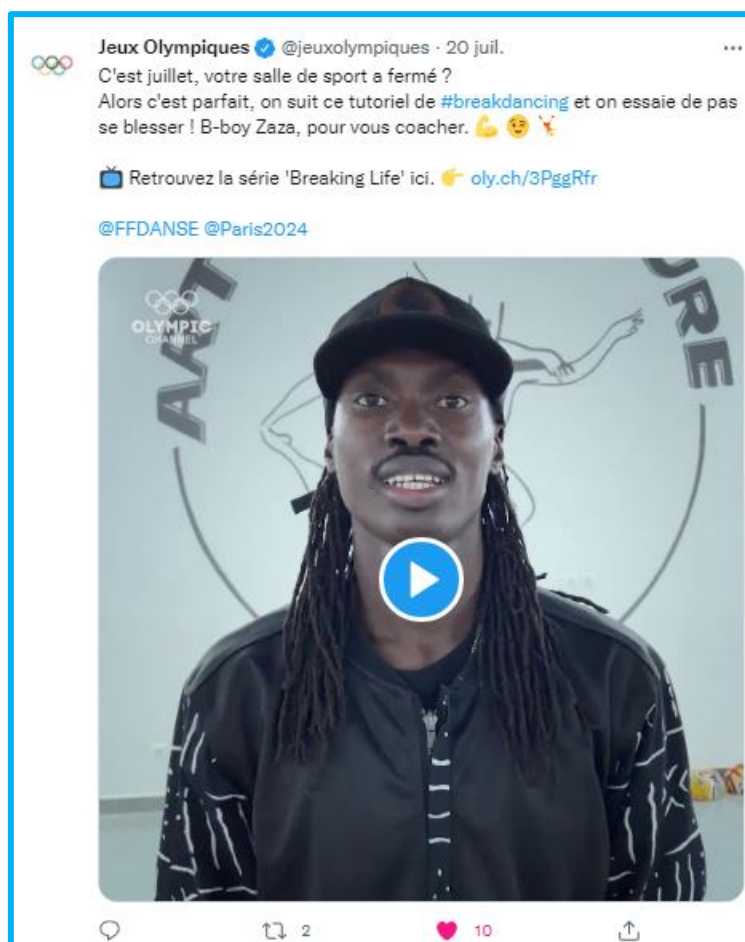 Jeux Olympiques @jeuxolympiques · 20 juil.
C'est juillet, votre salle de sport a fermé ?
Alors c'est parfait, on suit ce tutoriel de #breakdancing et on essaie de pas
se blesser ! B-boy Zaza, pour vous coacher.
Retrouvez la série 'Breaking Life' ici. oly.ch/3PggRfr
@FFDANSE @Paris2024
OLYMPIC
CHANNEL
ART
2
10